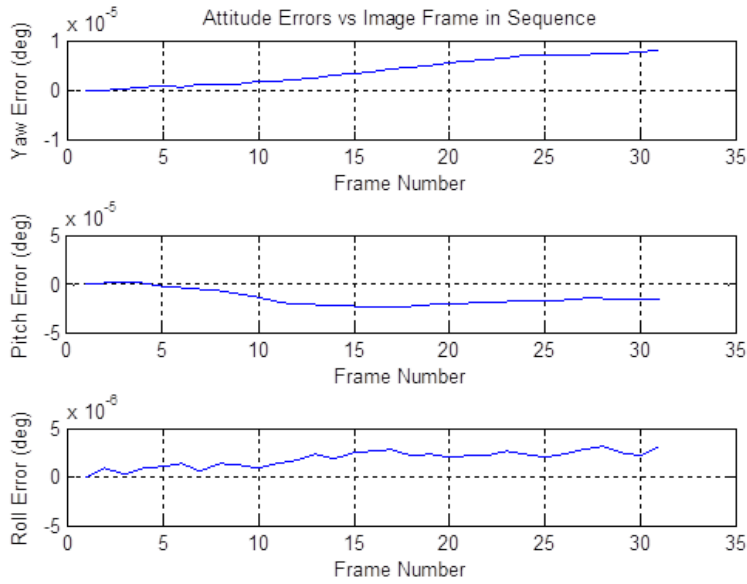 Attitude Errors vs Image Frame in Sequence
x 10^-5
Yaw Error (deg)
1
0
-1
0 5 10 15 20 25 30 35
Frame Number
x 10^-5
Pitch Error (deg)
5
0
-5
0 5 10 15 20 25 30 35
Frame Number
x 10^-6
Roll Error (deg)
5
0
-5
0 5 10 15 20 25 30 35
Frame Number